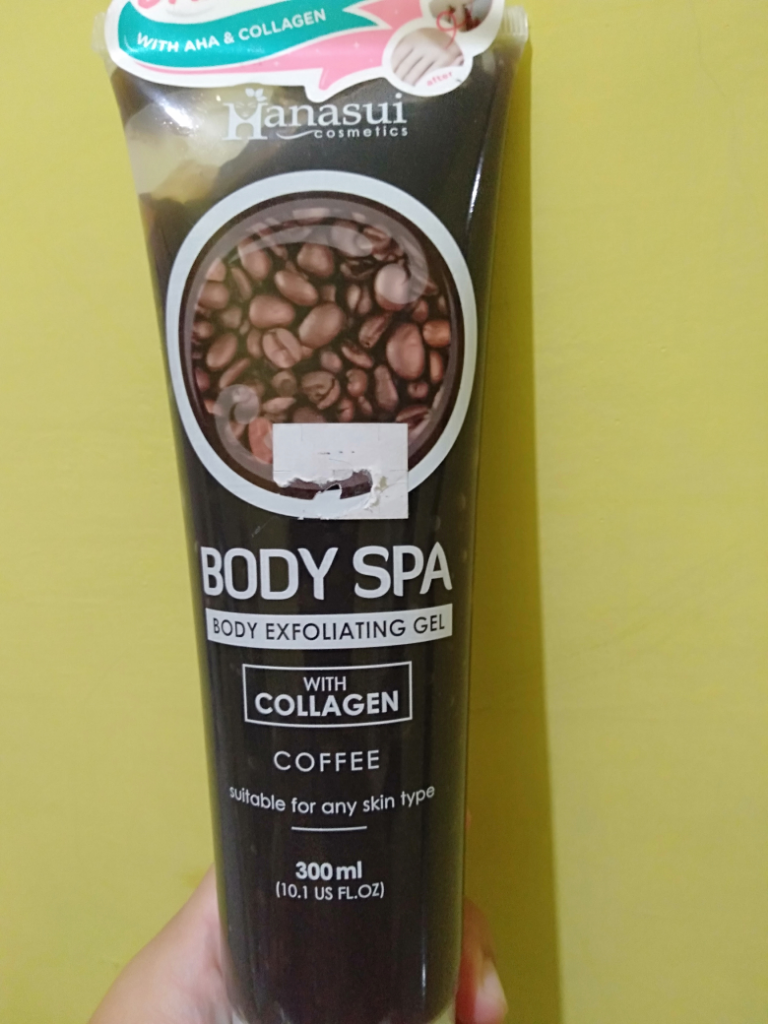 WITH AHA & COLLAGEN
after
Hanasui
cosmetics
BODY SPA
BODY EXFOLIATING GEL
WITH
COLLAGEN
COFFEE
suitable for any skin type
300 ml
(10.1 US FL.OZ)